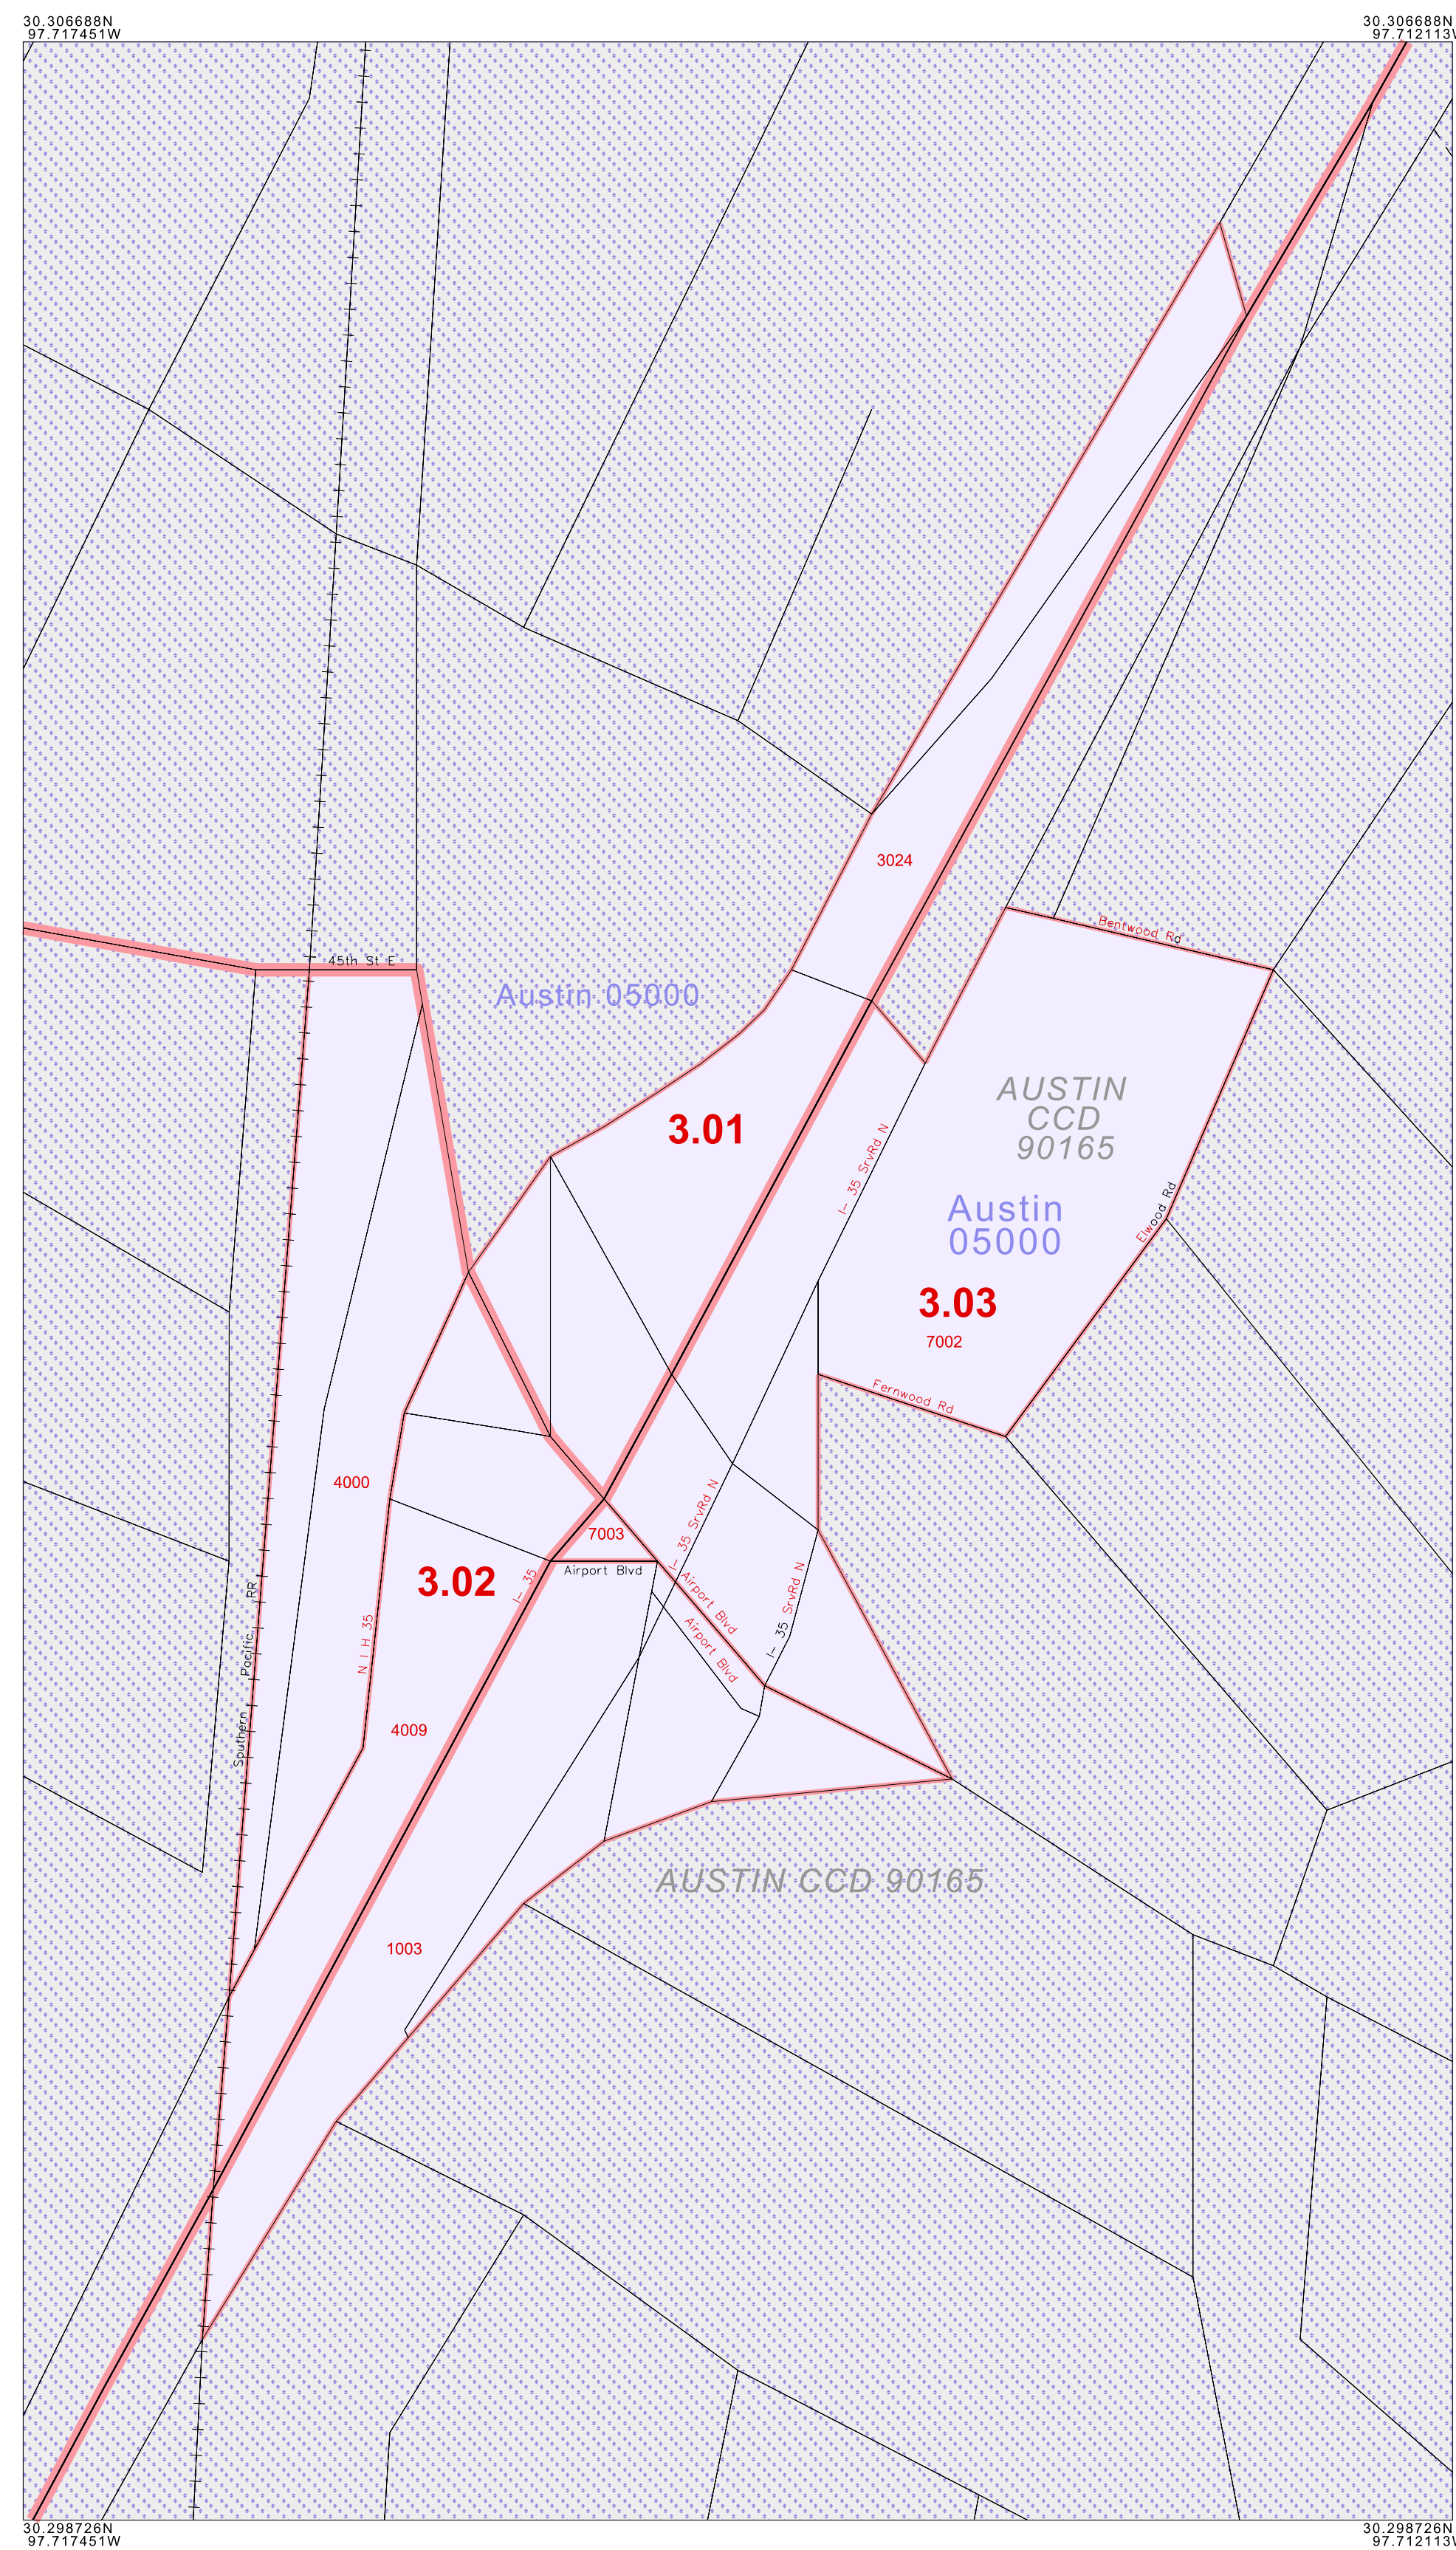 30.306688N
97.717451W
30.306688N
97.712113W
3024
Bentwood Rd
45th St E
Austin 05000
AUSTIN
CCD
90165
3.01
I- 35 SrvRd N
Austin
05000
Elwood Rd
3.03
7002
Fernwood Rd
4000
I- 35 SrvRd N
7003
Airport Blvd
3.02
I- 35
Airport Blvd
Airport Blvd
I- 35 SrvRd N
N I H 35
Southern Pacific RR
4009
AUSTIN CCD 90165
1003
30.298726N
97.717451W
30.298726N
97.712113W